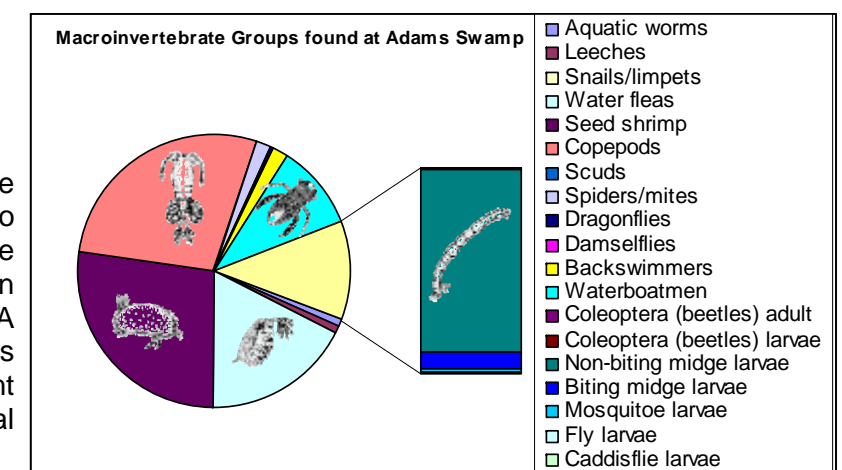 Macroinvertebrate Groups found at Adams Swamp
Aquatic worms
Leeches
Snails/limpets
Water fleas
Seed shrimp
Copepods
Scuds
Spiders/mites
Dragonflies
Damselflies
Backswimmers
Waterboatmen
Coleoptera (beetles) adult
Coleoptera (beetles) larvae
Non-biting midge larvae
Biting midge larvae
Mosquitoe larvae
Fly larvae
Caddisflie larvae
e
o
e
n
A
s
nt
al